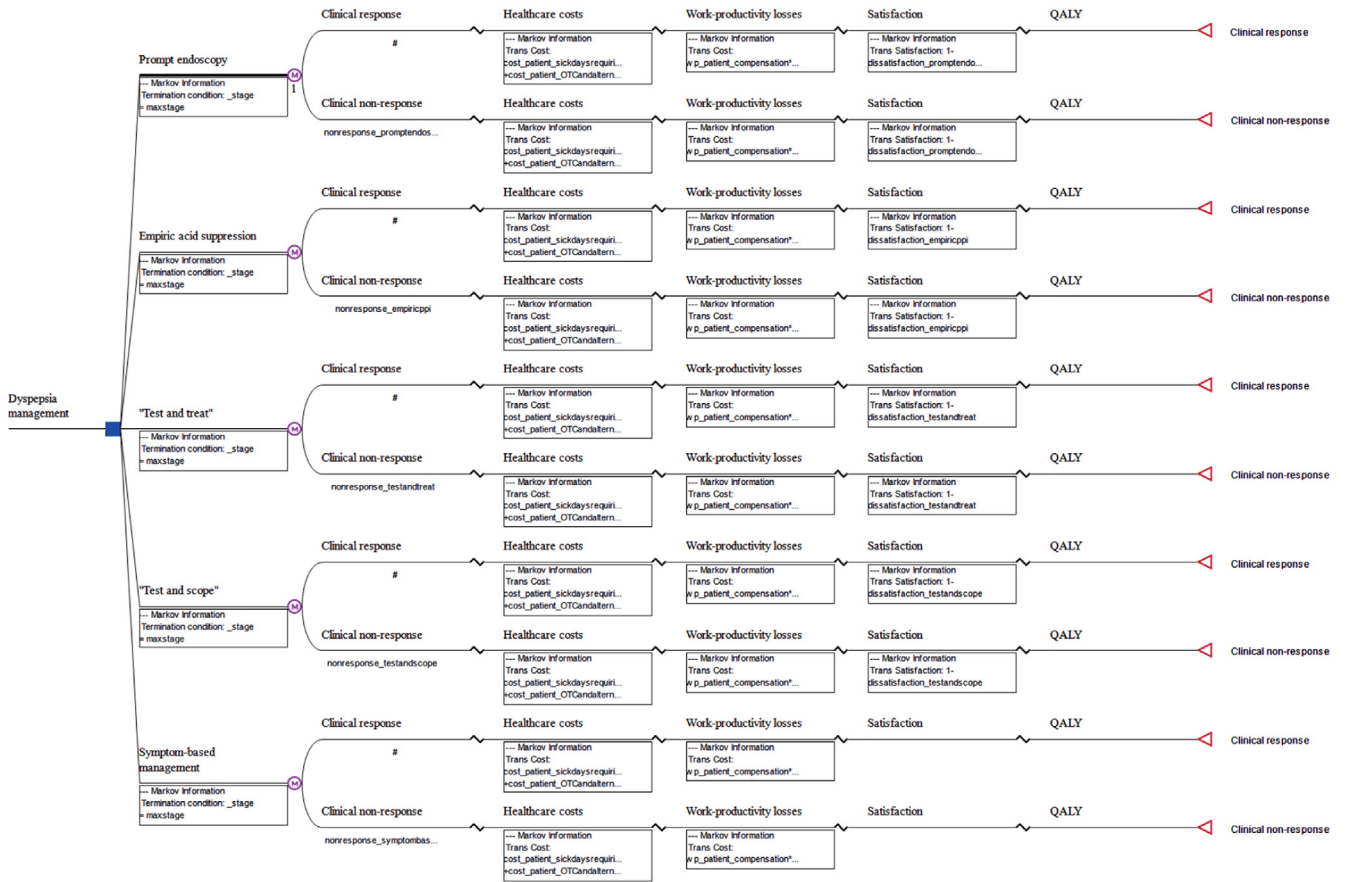 Clinical response
Healthcare costs
Work-productivity losses
Satisfaction
QALY
Clinical response
#
--- Markov Information
Trans Cost:
cost_patient_sickdaysrequiri...
+cost_patient_OTCandaltern...
--- Markov Information
Trans Cost:
wp_patient_compensation*...
--- Markov Information
Trans Satisfaction: 1-
dissatisfaction_promptendo...
Prompt endoscopy
--- Markov Information
Termination condition: _stage
= maxstage
M
1
Clinical non-response
Healthcare costs
Work-productivity losses
Satisfaction
QALY
Clinical non-response
nonresponse_promptendos...
--- Markov Information
Trans Cost:
cost_patient_sickdaysrequiri...
+cost_patient_OTCandaltern...
--- Markov Information
Trans Cost:
wp_patient_compensation*...
--- Markov Information
Trans Satisfaction: 1-
dissatisfaction_promptendo...
Clinical response
Healthcare costs
Work-productivity losses
Satisfaction
QALY
Clinical response
#
--- Markov Information
Trans Cost:
cost_patient_sickdaysrequiri...
+cost_patient_OTCandaltern...
--- Markov Information
Trans Cost:
wp_patient_compensation*...
--- Markov Information
Trans Satisfaction: 1-
dissatisfaction_empiricppi
Empiric acid suppression
--- Markov Information
Termination condition: _stage
= maxstage
M
Clinical non-response
Healthcare costs
Work-productivity losses
Satisfaction
QALY
Clinical non-response
nonresponse_empiricppi
--- Markov Information
Trans Cost:
cost_patient_sickdaysrequiri...
+cost_patient_OTCandaltern...
--- Markov Information
Trans Cost:
wp_patient_compensation*...
--- Markov Information
Trans Satisfaction: 1-
dissatisfaction_empiricppi
Dyspepsia
management
Clinical response
Healthcare costs
Work-productivity losses
Satisfaction
QALY
Clinical response
#
--- Markov Information
Trans Cost:
cost_patient_sickdaysrequiri...
+cost_patient_OTCandaltern...
--- Markov Information
Trans Cost:
wp_patient_compensation*...
--- Markov Information
Trans Satisfaction: 1-
dissatisfaction_testandtreat
"Test and treat"
--- Markov Information
Termination condition: _stage
= maxstage
M
Clinical non-response
Healthcare costs
Work-productivity losses
Satisfaction
QALY
Clinical non-response
nonresponse_testandtreat
--- Markov Information
Trans Cost:
cost_patient_sickdaysrequiri...
+cost_patient_OTCandaltern...
--- Markov Information
Trans Cost:
wp_patient_compensation*...
--- Markov Information
Trans Satisfaction: 1-
dissatisfaction_testandtreat
Clinical response
Healthcare costs
Work-productivity losses
Satisfaction
QALY
Clinical response
#
--- Markov Information
Trans Cost:
cost_patient_sickdaysrequiri...
+cost_patient_OTCandaltern...
--- Markov Information
Trans Cost:
wp_patient_compensation*...
--- Markov Information
Trans Satisfaction: 1-
dissatisfaction_testandscope
"Test and scope"
--- Markov Information
Termination condition: _stage
= maxstage
M
Clinical non-response
Healthcare costs
Work-productivity losses
Satisfaction
QALY
Clinical non-response
nonresponse_testandscope
--- Markov Information
Trans Cost:
cost_patient_sickdaysrequiri...
+cost_patient_OTCandaltern...
--- Markov Information
Trans Cost:
wp_patient_compensation*...
--- Markov Information
Trans Satisfaction: 1-
dissatisfaction_testandscope
Clinical response
Healthcare costs
Work-productivity losses
Satisfaction
QALY
Clinical response
#
--- Markov Information
Trans Cost:
cost_patient_sickdaysrequiri...
+cost_patient_OTCandaltern...
--- Markov Information
Trans Cost:
wp_patient_compensation*...
Symptom-based
management
--- Markov Information
Termination condition: _stage
= maxstage
M
Clinical non-response
Healthcare costs
Work-productivity losses
Satisfaction
QALY
Clinical non-response
nonresponse_symptombas...
--- Markov Information
Trans Cost:
cost_patient_sickdaysrequiri...
+cost_patient_OTCandaltern...
--- Markov Information
Trans Cost:
wp_patient_compensation*...